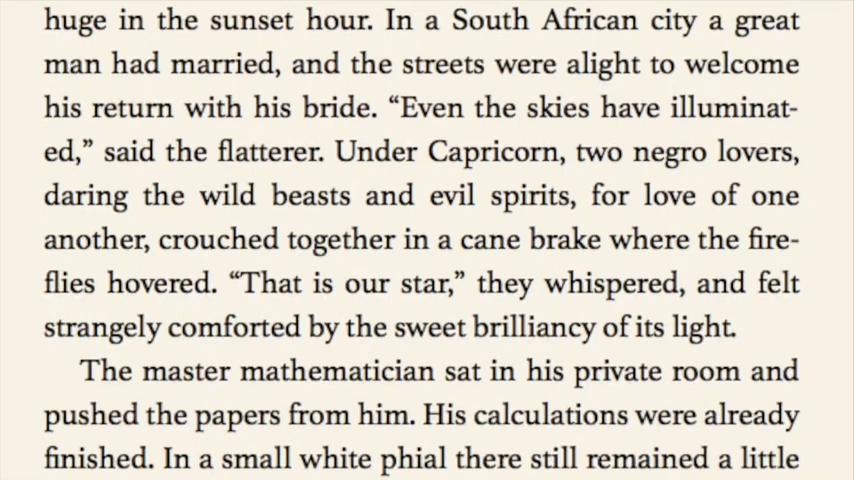 huge in the sunset hour. In a South African city a great
man had married, and the streets were alight to welcome
his return with his bride. “Even the skies have illuminat-
ed,” said the flatterer. Under Capricorn, two negro lovers,
daring the wild beasts and evil spirits, for love of one
another, crouched together in a cane brake where the fire-
flies hovered. “That is our star,” they whispered, and felt
strangely comforted by the sweet brilliancy of its light.
The master mathematician sat in his private room and
pushed the papers from him. His calculations were already
finished. In a small white phial there still remained a little